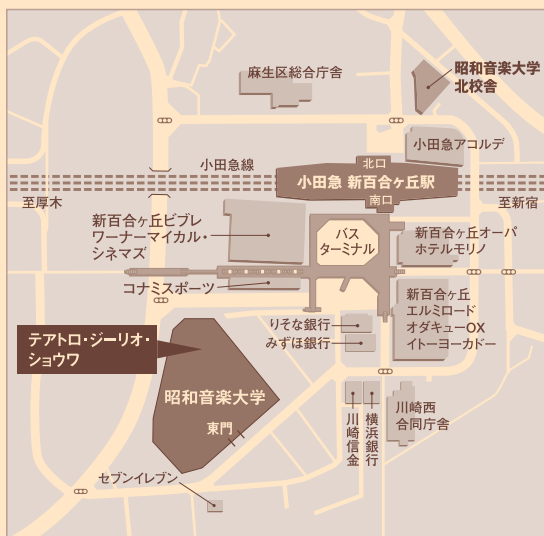 麻生区総合庁舎
昭和音楽大学
北校舎
小田急アコルデ
小田急線
北口
小田急 新百合ヶ丘駅
南口
至厚木
至新宿
新百合ヶ丘ビブレ
ワーナーマイカル・
シネマズ
バス
ターミナル
新百合ヶ丘オーパ
ホテルモリノ
コナミスポーツ
新百合ヶ丘
エルミロード
オダキューOX
イトーヨーカドー
りそな銀行
みずほ銀行
テアトロ・ジーリオ・
ショウワ
昭和音楽大学
東門
川崎信金
横浜銀行
川崎西
合同庁舎
セブンイレブン